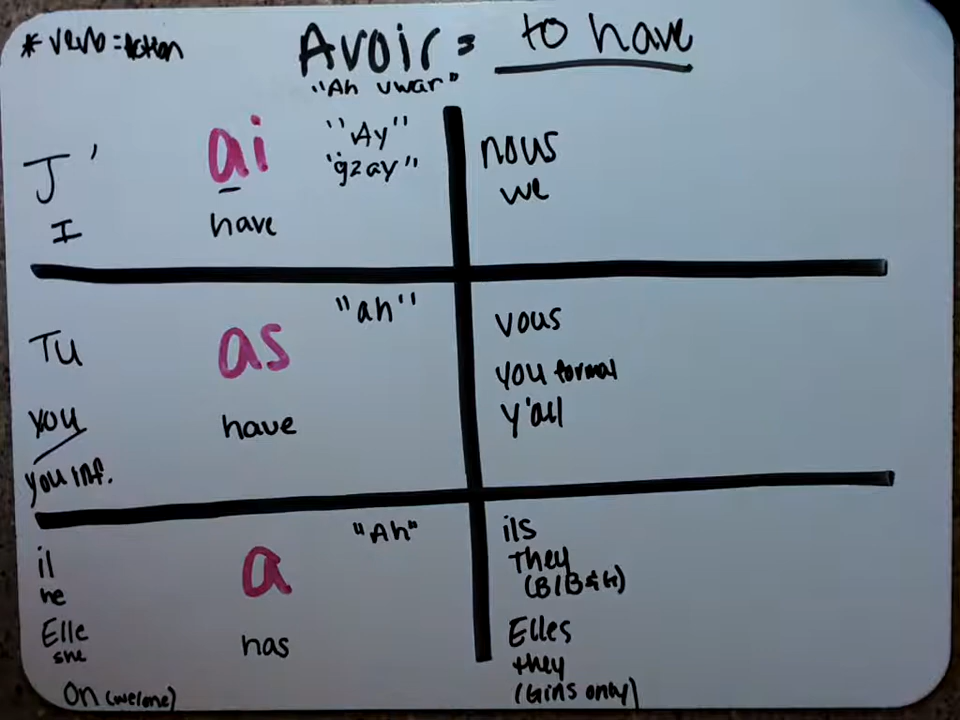 * verb = Action
Avoir = to have
"Ah vwar"
J' ai "Ay"
"gzay"
I have
nous
we
Tu as "ah"
you have
you inf.
vous
you formal
y'all
il a "Ah"
he
Elle has
she
On (we/one)
ils
They
(B/B&G)
Elles
they
(Girls only)